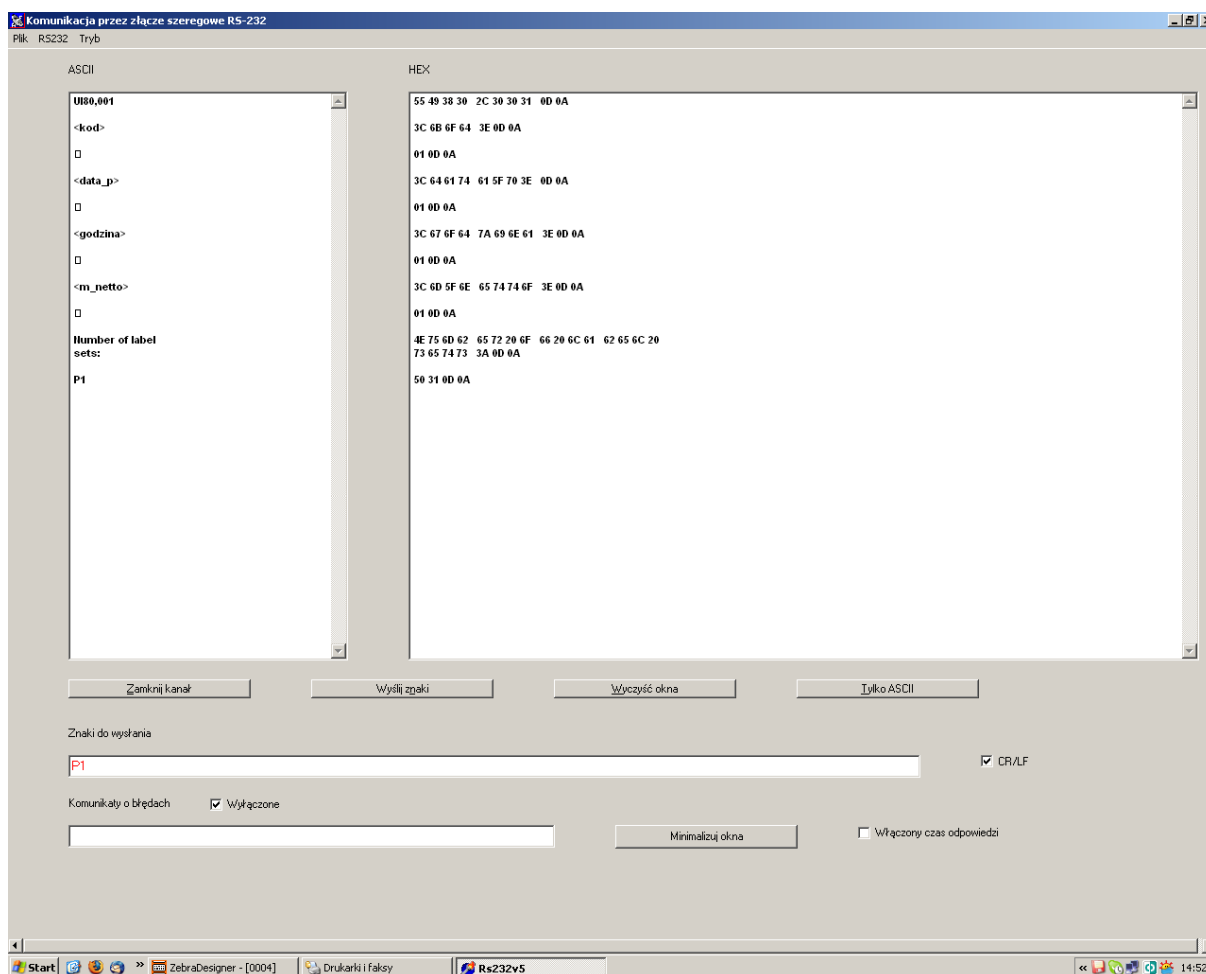 Komunikacja przez złącze szeregowe RS-232
Plik RS232 Tryb
ASCII
HEX
UI80,001
55 49 38 30 2C 30 30 31 0D 0A
<kod>
3C 6B 6F 64 3E 0D 0A
01 0D 0A
<data_p>
3C 64 61 74 61 5F 70 3E 0D 0A
01 0D 0A
<godzina>
3C 67 6F 64 7A 69 6E 61 3E 0D 0A
01 0D 0A
<m_netto>
3C 6D 5F 6E 65 74 74 6F 3E 0D 0A
01 0D 0A
Number of label
sets:
4E 75 6D 62 65 72 20 6F 66 20 6C 61 62 65 6C 20
73 65 74 73 3A 0D 0A
P1
50 31 0D 0A
Zamknij kanał
Wyślij znaki
Wyczyść okna
Tylko ASCII
Znaki do wysłania
P1
CR/LF
Komunikaty o błędach
Wyłączone
Minimalizuj okna
Włączony czas odpowiedzi
Start
»
ZebraDesigner - [0004]
Drukarki i faksy
Rs232v5
«
14:52